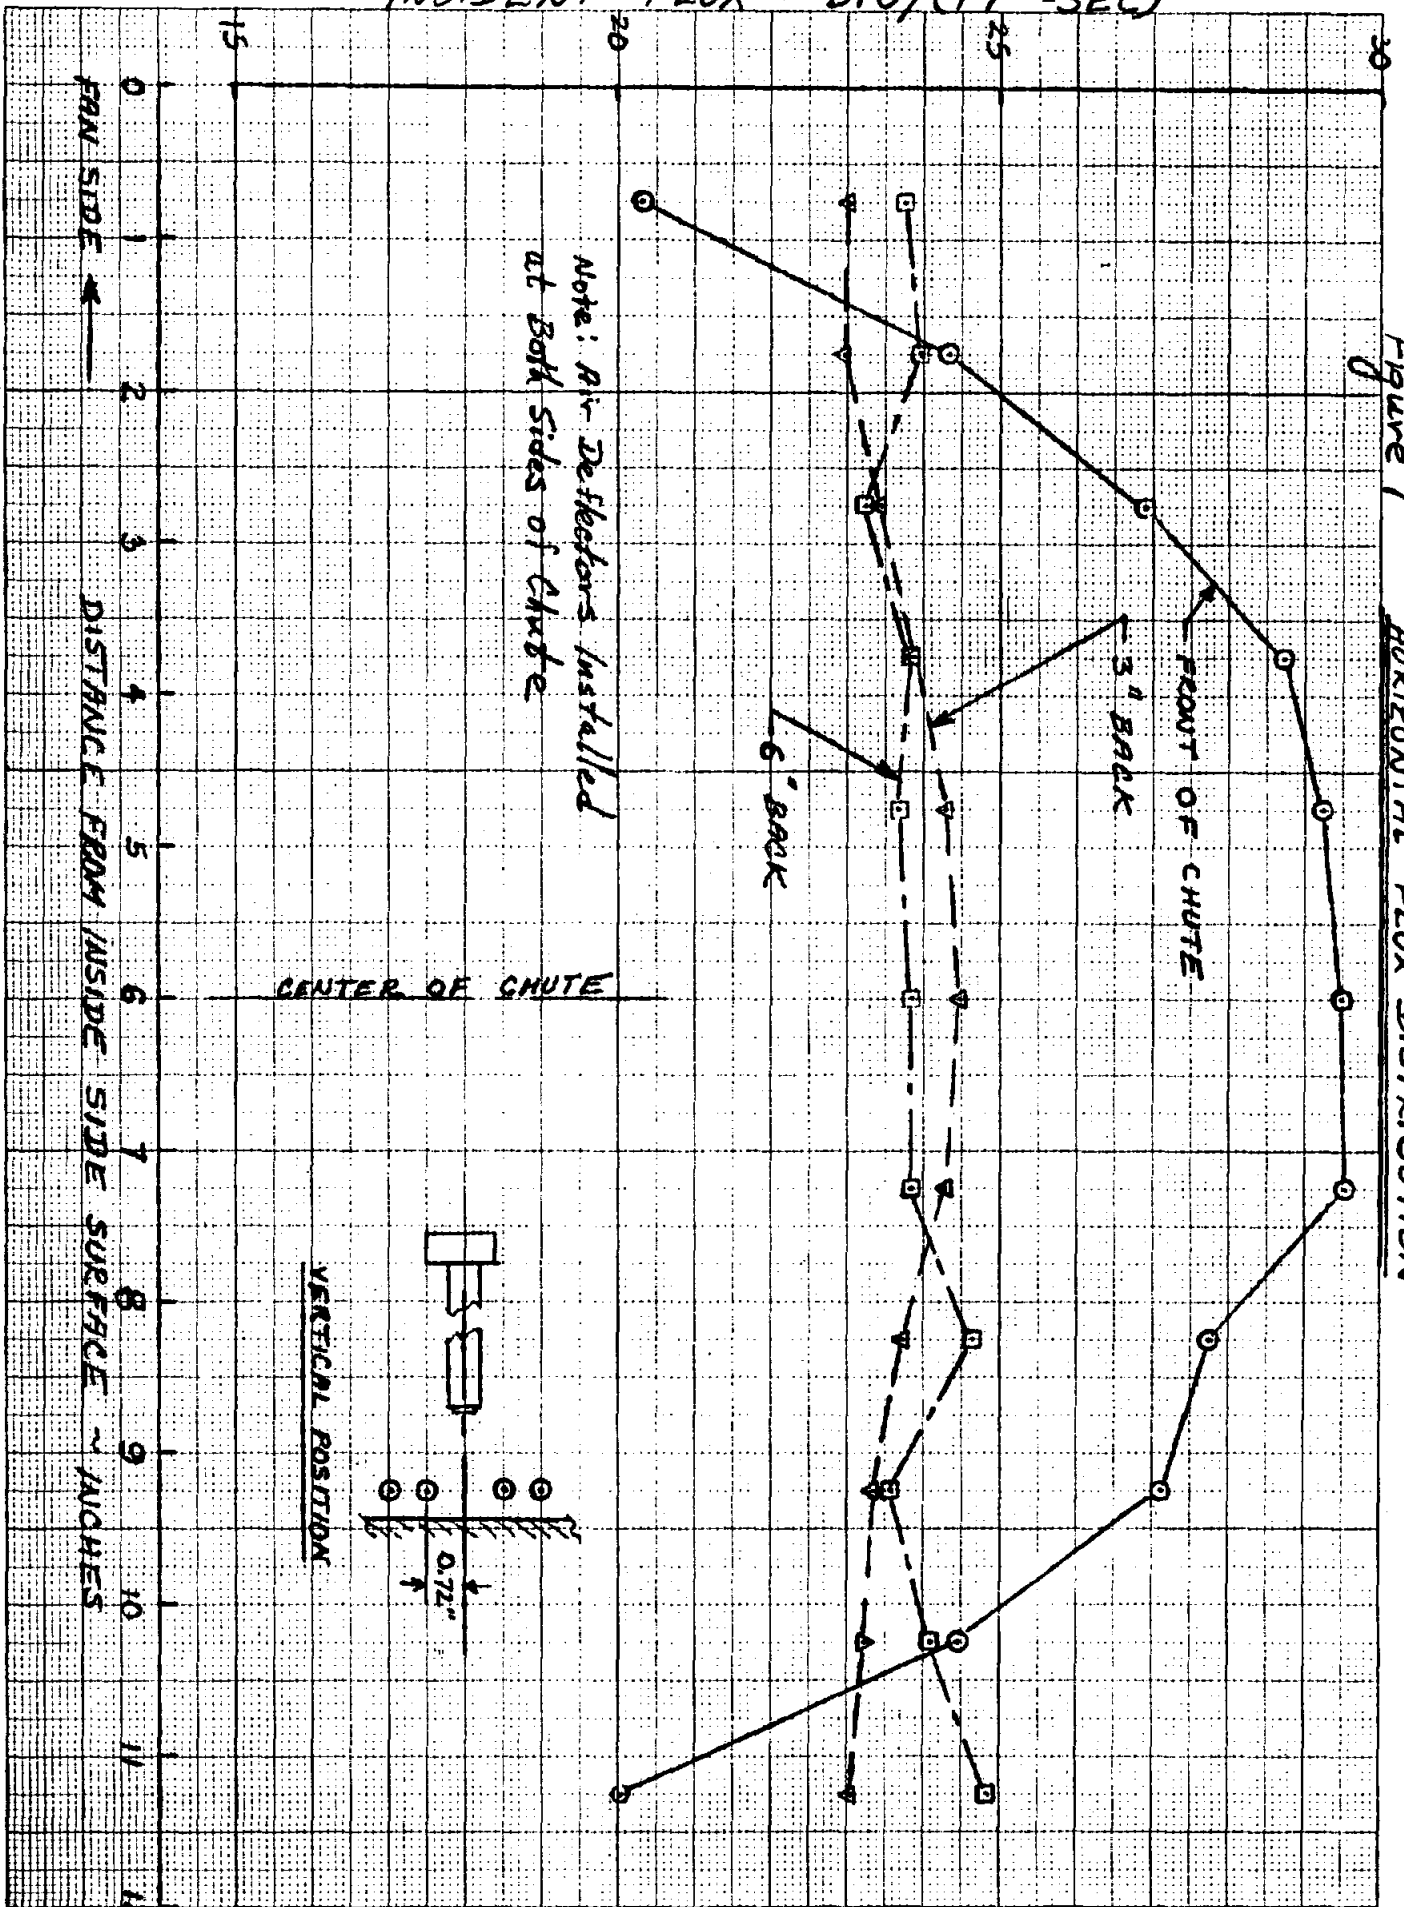 Figure 1
HORIZONTAL FLUX DISTRIBUTION
INCIDENT FLUX ~ BTU/(FT²-SEC)
30
25
20
15
FRONT OF CHUTE
3" BACK
6" BACK
Note: Air Deflectors Installed
at Both Sides of Chute
CENTER OF CHUTE
0.72"
VERTICAL POSITION
0 1 2 3 4 5 6 7 8 9 10 11
FAN SIDE ← DISTANCE FROM INSIDE SIDE SURFACE ~ INCHES